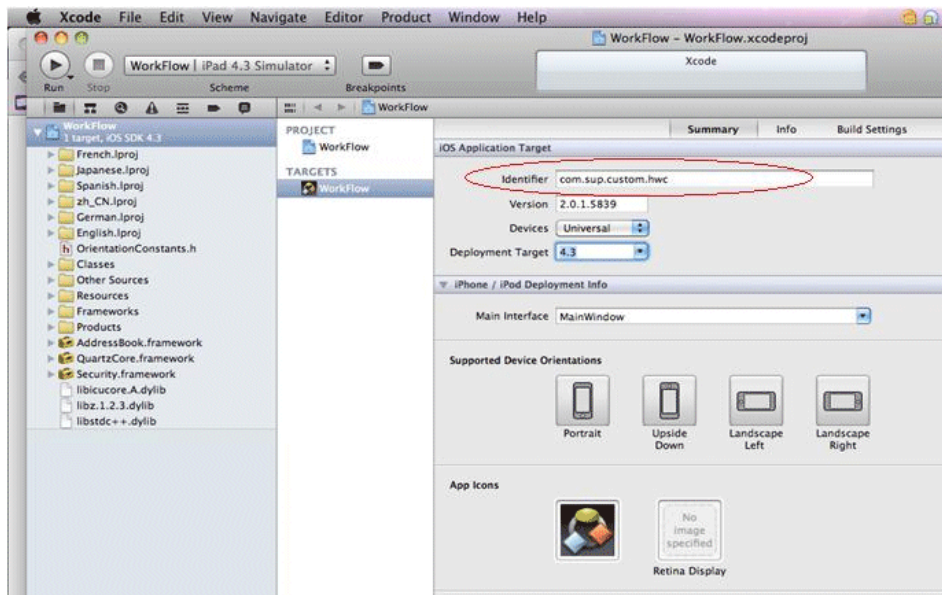 Xcode File Edit View Navigate Editor Product Window Help
WorkFlow – WorkFlow.xcodeproj
WorkFlow | iPad 4.3 Simulator
Xcode
Run Stop Scheme Breakpoints
WorkFlow
WorkFlow
1 target, iOS SDK 4.3
French.lproj
Japanese.lproj
Spanish.lproj
zh_CN.lproj
German.lproj
English.lproj
h OrientationConstants.h
Classes
Other Sources
Resources
Frameworks
Products
AddressBook.framework
QuartzCore.framework
Security.framework
libicucore.A.dylib
libz.1.2.3.dylib
libstdc++.dylib
PROJECT
WorkFlow
TARGETS
WorkFlow
Summary Info Build Settings
iOS Application Target
Identifier com.sup.custom.hwc
Version 2.0.1.5839
Devices Universal
Deployment Target 4.3
iPhone / iPod Deployment Info
Main Interface MainWindow
Supported Device Orientations
Portrait Upside Down Landscape Left Landscape Right
App Icons
No image specified
Retina Display